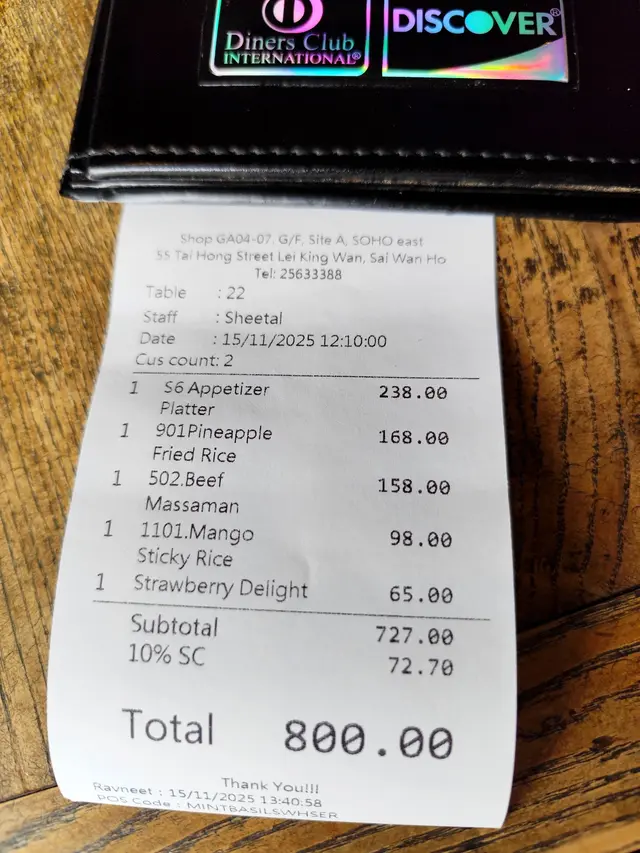 Diners Club
INTERNATIONAL®
DISCOVER®
Shop GA04-07, G/F, Site A, SOHO east
55 Tai Hong Street Lei King Wan, Sai Wan Ho
Tel: 25633388
Table : 22
Staff : Sheetal
Date : 15/11/2025 12:10:00
Cus count: 2
1 S6 Appetizer 238.00
Platter
1 901Pineapple 168.00
Fried Rice
1 502.Beef 158.00
Massaman
1 1101.Mango 98.00
Sticky Rice
1 Strawberry Delight 65.00
Subtotal 727.00
10% SC 72.70
Total 800.00
Thank You!!!
Ravneet : 15/11/2025 13:40:58
POS Code : MINTBASILSWHSER